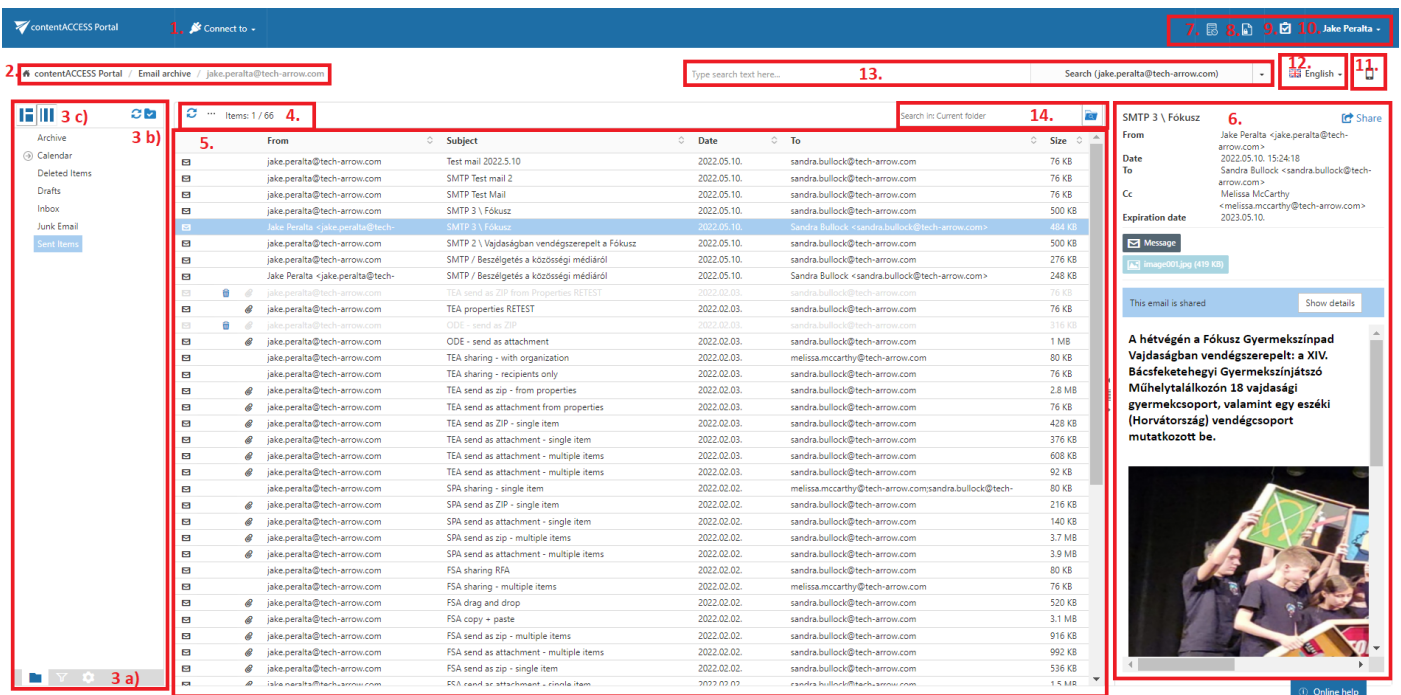 contentACCESS Portal
1. Connect to
7. 8. 9. 10. Jake Peralta
2. contentACCESS Portal / Email archive / jake.peralta@tech-arrow.com
Type search text here... 13. Search (jake.peralta@tech-arrow.com)
12. English
11.
3 c)
3 b)
Archive
Calendar
Deleted Items
Drafts
Inbox
Junk Email
Sent Items
3 a)
Items: 1 / 66 4.
Search in: Current folder 14.
5. From Subject Date To Size
jake.peralta@tech-arrow.com Test mail 2022.5.10 2022.05.10. sandra.bullock@tech-arrow.com 76 KB
jake.peralta@tech-arrow.com SMTP Test mail 2 2022.05.10. sandra.bullock@tech-arrow.com 76 KB
jake.peralta@tech-arrow.com SMTP Test Mail 2022.05.10. sandra.bullock@tech-arrow.com 76 KB
jake.peralta@tech-arrow.com SMTP 3 \ Fókusz 2022.05.10. sandra.bullock@tech-arrow.com 500 KB
Jake Peralta <jake.peralta@tech- SMTP 3 \ Fókusz 2022.05.10. Sandra Bullock <sandra.bullock@tech-arrow.com> 484 KB
jake.peralta@tech-arrow.com SMTP 2 \ Vajdaságban vendégszerepelt a Fókusz 2022.05.10. sandra.bullock@tech-arrow.com 500 KB
jake.peralta@tech-arrow.com SMTP / Beszélgetés a közösségi médiáról 2022.05.10. sandra.bullock@tech-arrow.com 276 KB
Jake Peralta <jake.peralta@tech- SMTP / Beszélgetés a közösségi médiáról 2022.05.10. Sandra Bullock <sandra.bullock@tech-arrow.com> 248 KB
jake.peralta@tech-arrow.com TEA send as ZIP from Properties RETEST 2022.02.03. sandra.bullock@tech-arrow.com 76 KB
jake.peralta@tech-arrow.com TEA properties RETEST 2022.02.03. sandra.bullock@tech-arrow.com 76 KB
jake.peralta@tech-arrow.com ODE - send as ZIP 2022.02.03. sandra.bullock@tech-arrow.com 316 KB
jake.peralta@tech-arrow.com ODE - send as attachment 2022.02.03. sandra.bullock@tech-arrow.com 1 MB
jake.peralta@tech-arrow.com TEA sharing - with organization 2022.02.03. melissa.mccarthy@tech-arrow.com 80 KB
jake.peralta@tech-arrow.com TEA sharing - recipients only 2022.02.03. sandra.bullock@tech-arrow.com 76 KB
jake.peralta@tech-arrow.com TEA send as zip - from properties 2022.02.03. sandra.bullock@tech-arrow.com 2.8 MB
jake.peralta@tech-arrow.com TEA send as attachment from properties 2022.02.03. sandra.bullock@tech-arrow.com 76 KB
jake.peralta@tech-arrow.com TEA send as ZIP - single item 2022.02.03. sandra.bullock@tech-arrow.com 428 KB
jake.peralta@tech-arrow.com TEA send as attachment - single item 2022.02.03. sandra.bullock@tech-arrow.com 376 KB
jake.peralta@tech-arrow.com TEA send as attachment - multiple items 2022.02.03. sandra.bullock@tech-arrow.com 608 KB
jake.peralta@tech-arrow.com TEA send as attachment - multiple items 2022.02.03. sandra.bullock@tech-arrow.com 92 KB
jake.peralta@tech-arrow.com SPA sharing - single item 2022.02.02. melissa.mccarthy@tech-arrow.com;sandra.bullock@tech- 80 KB
jake.peralta@tech-arrow.com SPA send as ZIP - single item 2022.02.02. sandra.bullock@tech-arrow.com 216 KB
jake.peralta@tech-arrow.com SPA send as attachment - single item 2022.02.02. sandra.bullock@tech-arrow.com 140 KB
jake.peralta@tech-arrow.com SPA send as zip - multiple items 2022.02.02. sandra.bullock@tech-arrow.com 3.7 MB
jake.peralta@tech-arrow.com SPA send as attachment - multiple items 2022.02.02. sandra.bullock@tech-arrow.com 3.9 MB
jake.peralta@tech-arrow.com FSA sharing RFA 2022.02.02. sandra.bullock@tech-arrow.com 80 KB
jake.peralta@tech-arrow.com FSA sharing - multiple items 2022.02.02. melissa.mccarthy@tech-arrow.com 76 KB
jake.peralta@tech-arrow.com FSA drag and drop 2022.02.02. sandra.bullock@tech-arrow.com 520 KB
jake.peralta@tech-arrow.com FSA copy + paste 2022.02.02. sandra.bullock@tech-arrow.com 3.1 MB
jake.peralta@tech-arrow.com FSA send as zip - multiple items 2022.02.02. sandra.bullock@tech-arrow.com 916 KB
jake.peralta@tech-arrow.com FSA send as attachment - multiple items 2022.02.02. sandra.bullock@tech-arrow.com 992 KB
jake.peralta@tech-arrow.com FSA send as zip - single item 2022.02.02. sandra.bullock@tech-arrow.com 536 KB
jake.peralta@tech-arrow.com FSA send as attachment - single item 2022.02.02. sandra.bullock@tech-arrow.com 1.5 MB
SMTP 3 \ Fókusz 6. Share
From Jake Peralta <jake.peralta@tech-
arrow.com>
Date 2022.05.10. 15:24:18
To Sandra Bullock <sandra.bullock@tech-
arrow.com>
Cc Melissa McCarthy
<melissa.mccarthy@tech-arrow.com>
Expiration date 2023.05.10.
Message
image001.jpg (419 KB)
This email is shared Show details
A hétvégén a Fókusz Gyermekszínpad
Vajdaságban vendégszerepelt: a XIV.
Bácsfeketehegyi Gyermekszínjátszó
Műhelytalálkozón 18 vajdasági
gyermekcsoport, valamint egy eszéki
(Horvátország) vendégcsoport
mutatkozott be.
Online help